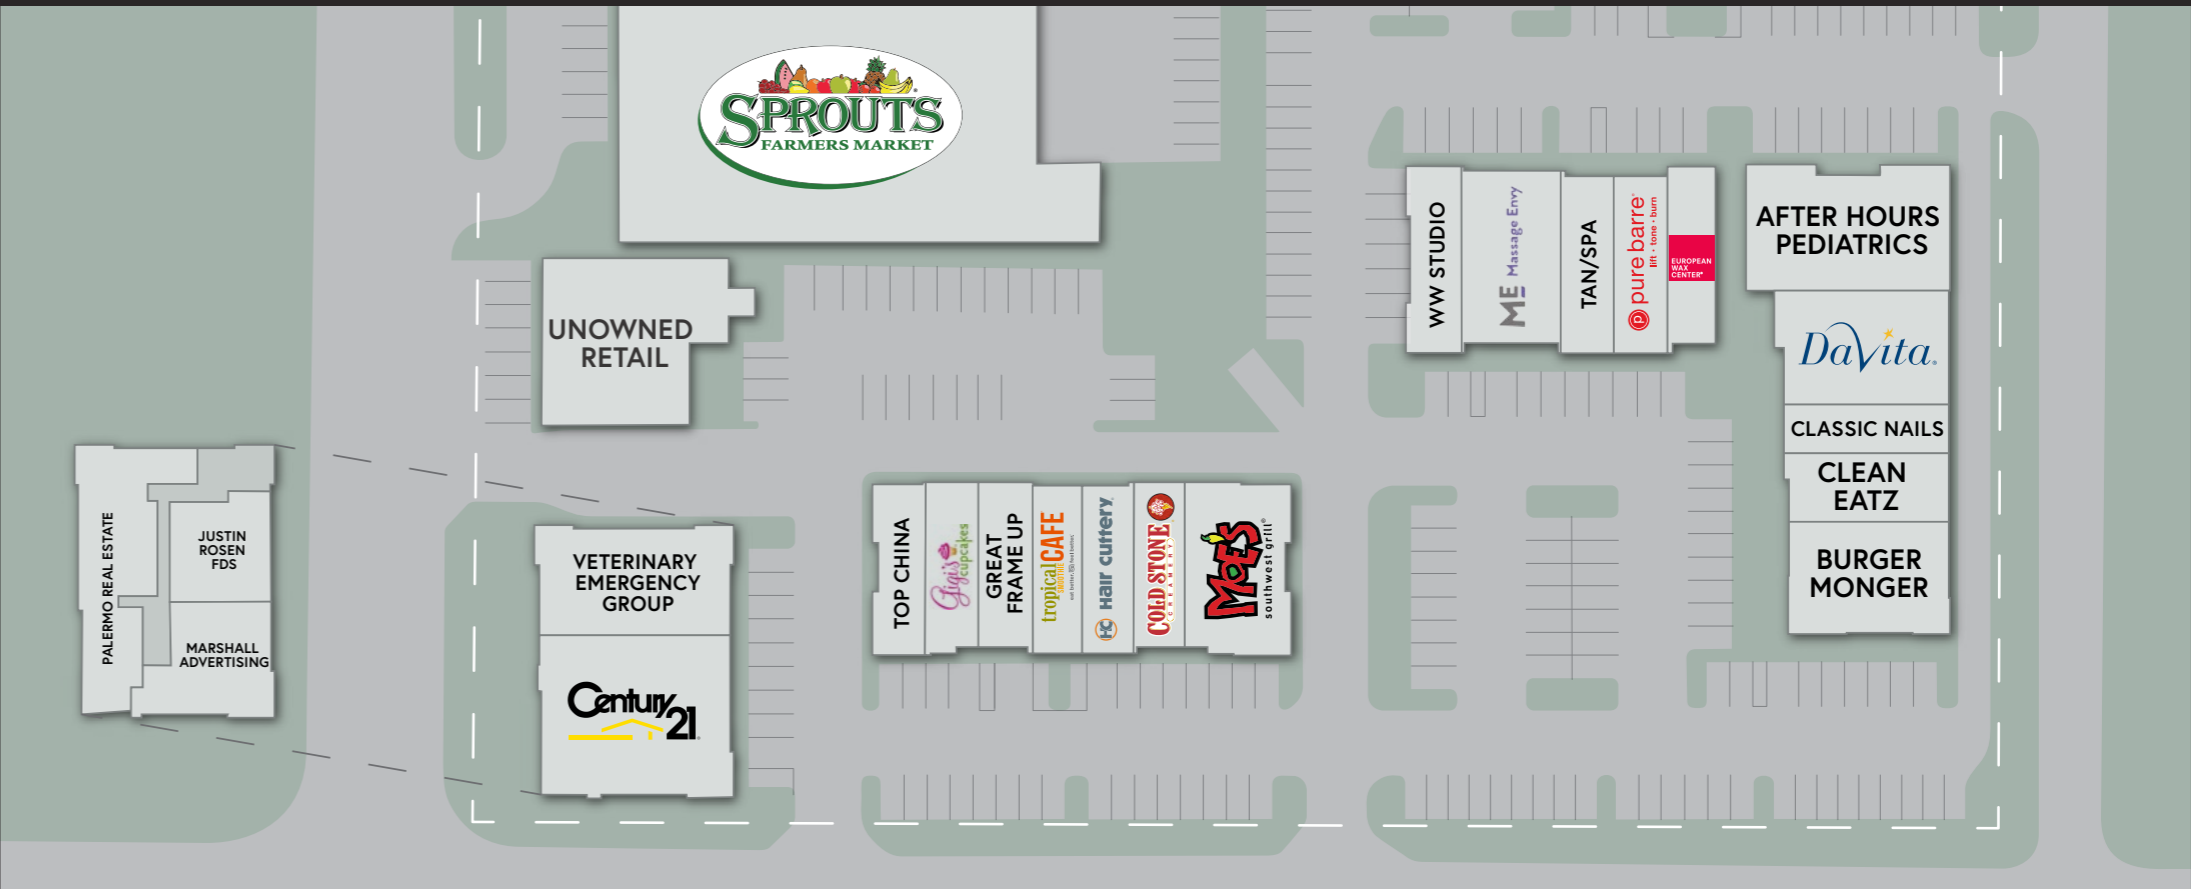 SPROUTS
FARMERS MARKET
UNOWNED
RETAIL
WW STUDIO
ME Massage Envy
TAN/SPA
pure barre
lift • tone • burn
EUROPEAN
WAX
CENTER
AFTER HOURS
PEDIATRICS
DaVita
CLASSIC NAILS
CLEAN
EATZ
BURGER
MONGER
PALERMO REAL ESTATE
JUSTIN
ROSEN
FDS
MARSHALL
ADVERTISING
VETERINARY
EMERGENCY
GROUP
Century
21
TOP CHINA
Gigi's
cupcakes
GREAT
FRAME UP
tropical CAFE
SMOOTHIE
HC Hair cuttery
COLD STONE
CREAMERY
MOE'S
southwest grill